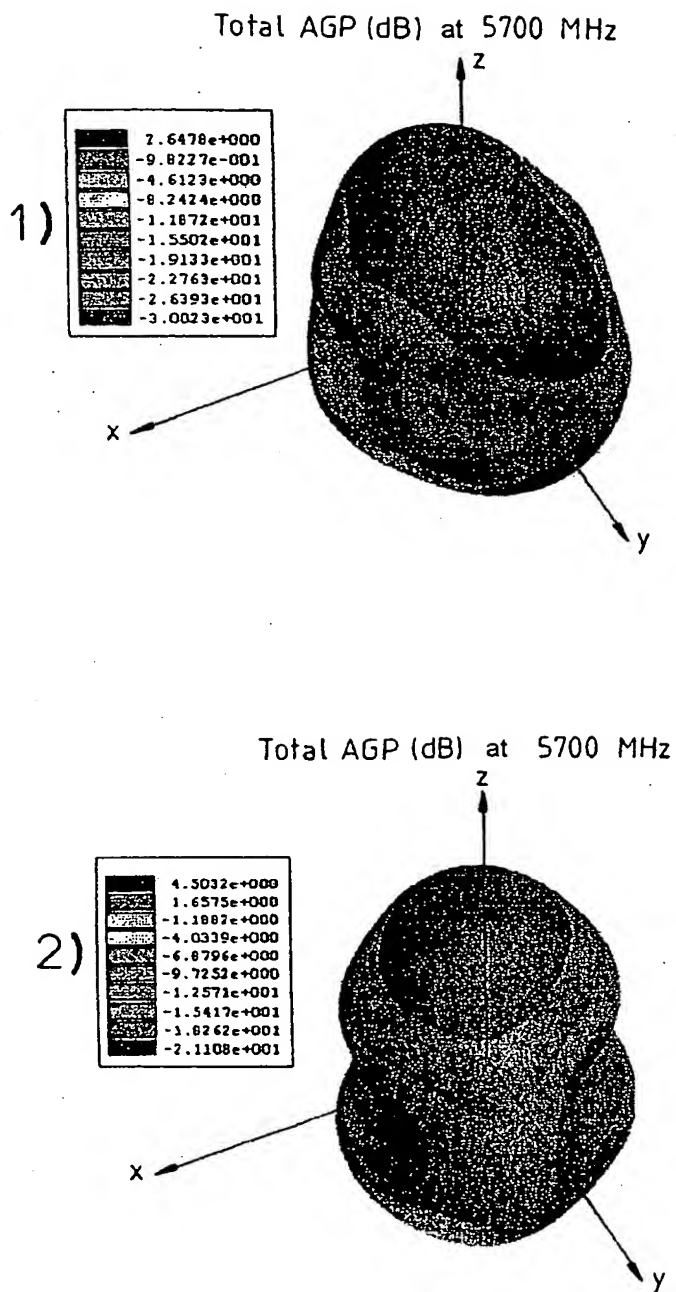 Total AGP (dB) at 5700 MHz
z
1)
2.6478e+000
-9.8227e-001
-4.6123e+000
-8.2424e+000
-1.1872e+001
-1.5502e+001
-1.9133e+001
-2.2763e+001
-2.6393e+001
-3.0023e+001
x
y
Total AGP (dB) at 5700 MHz
z
2)
4.5032e+000
1.6575e+000
-1.1882e+000
-4.0339e+000
-6.8796e+000
-9.7252e+000
-1.2571e+001
-1.5417e+001
-1.8262e+001
-2.1108e+001
x
y